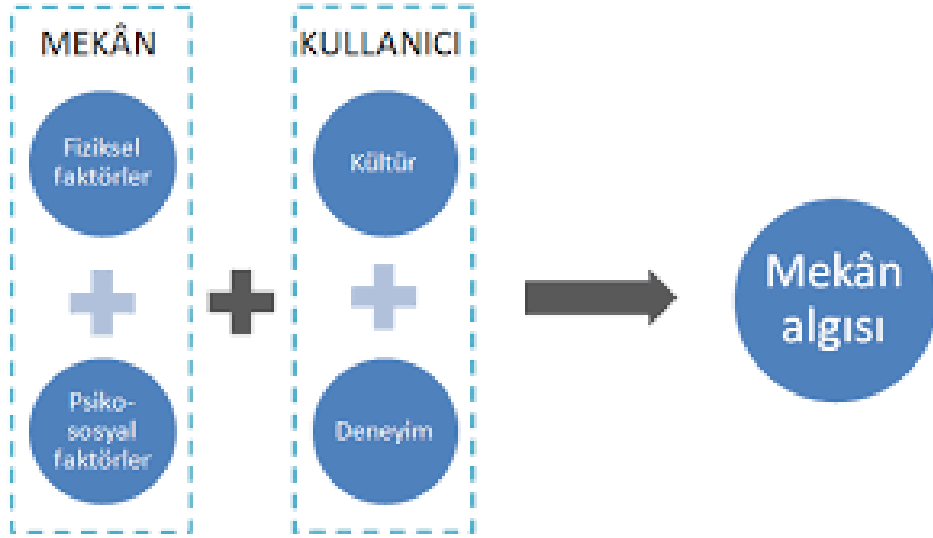 MEKÂN
Fiziksel
faktörler
Psiko-
sosyal
faktörler
KULLANICI
Kültür
Deneyim
Mekân
algısı